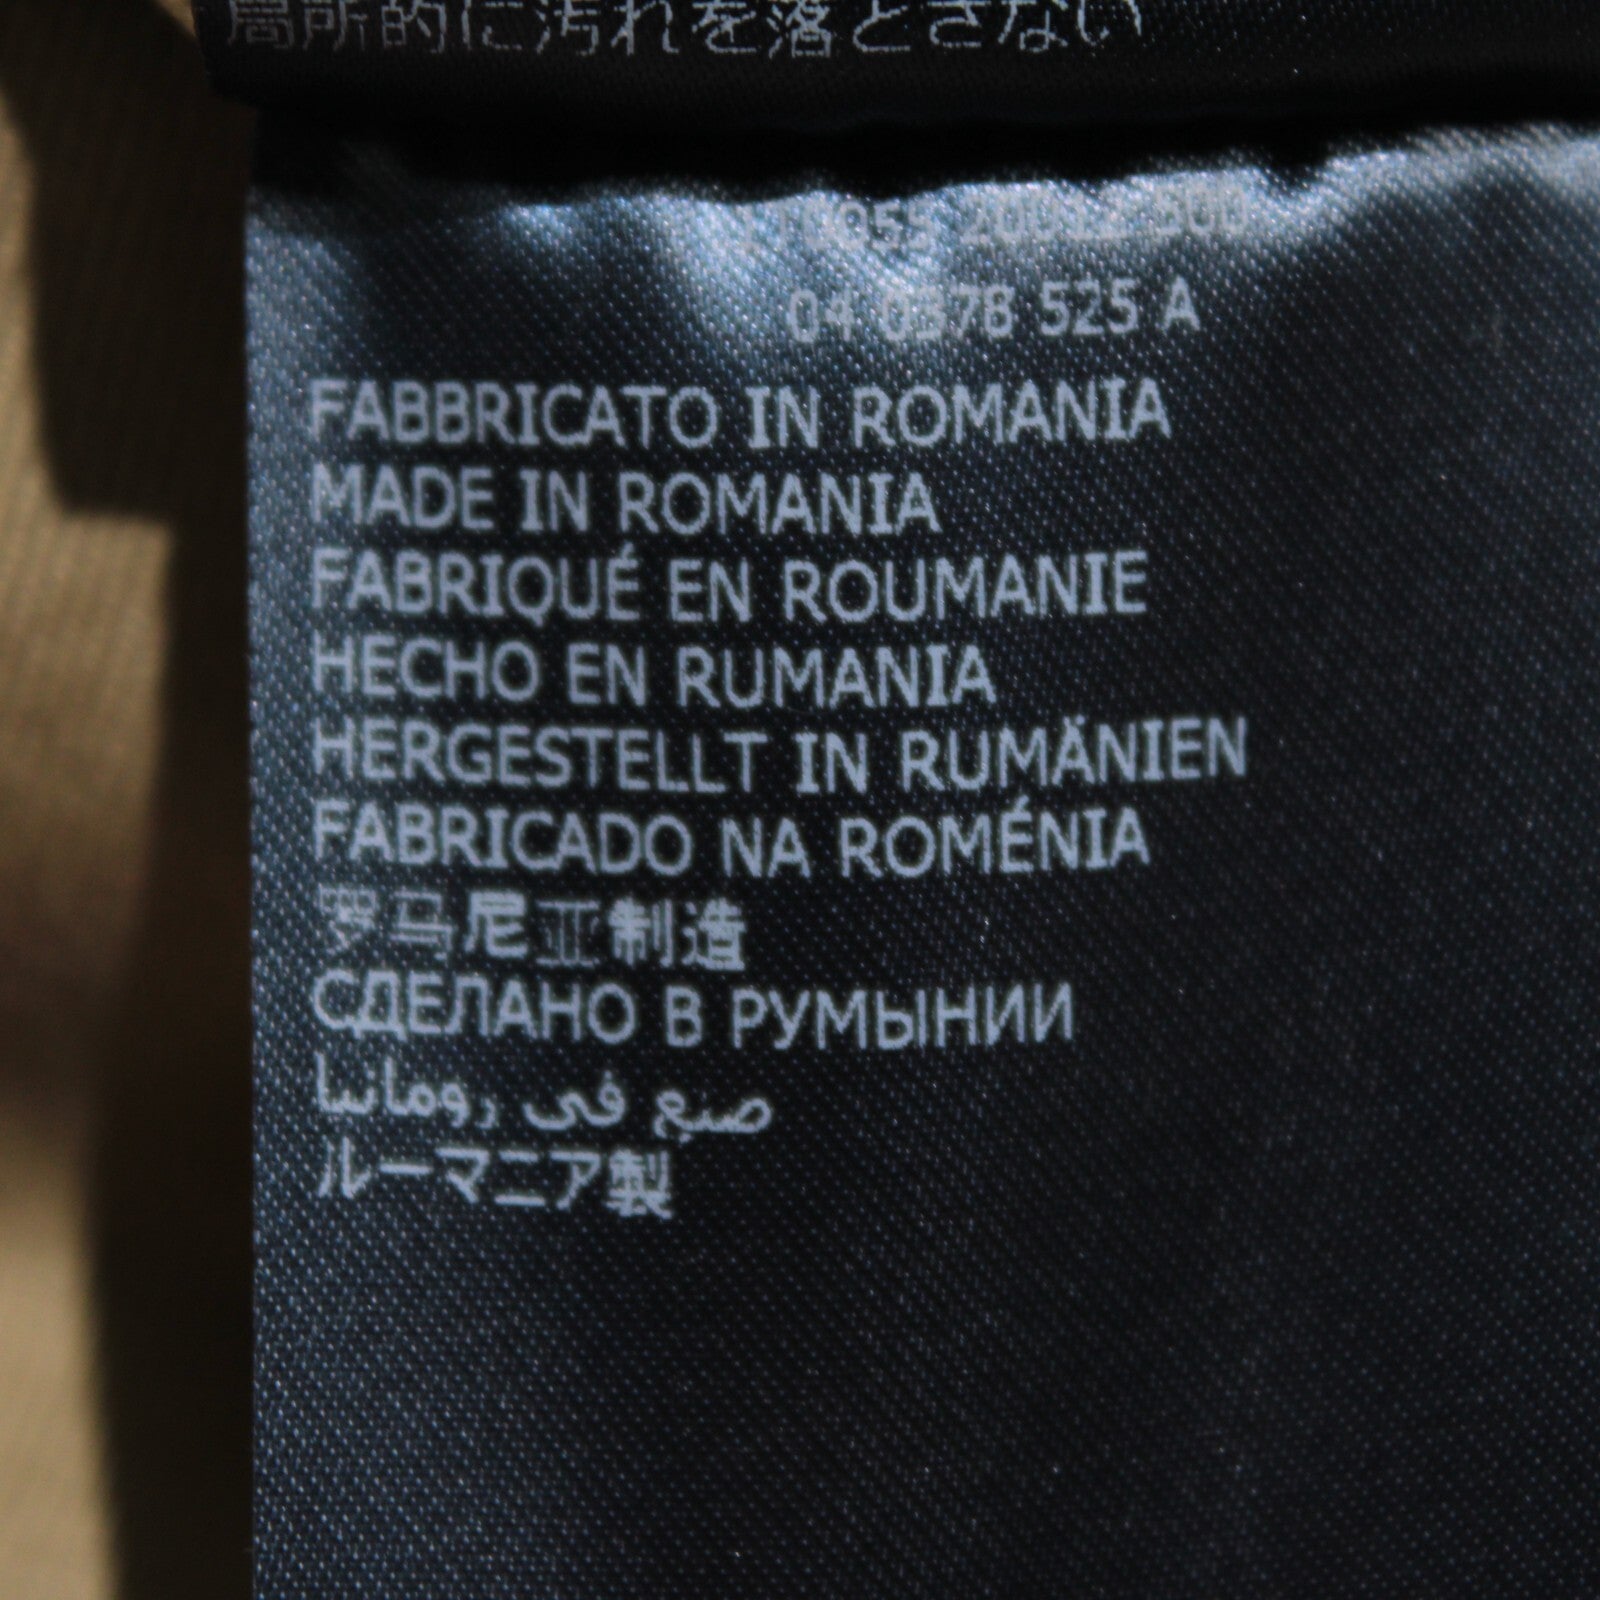 局所的に汚れを落とさない
04 0378 525 A
FABBRICATO IN ROMANIA
MADE IN ROMANIA
FABRIQUÉ EN ROUMANIE
HECHO EN RUMANIA
HERGESTELLT IN RUMÄNIEN
FABRICADO NA ROMÉNIA
罗马尼亚制造
СДЕЛАНО В РУМЫНИИ
صنع في رومانيا
ルーマニア製